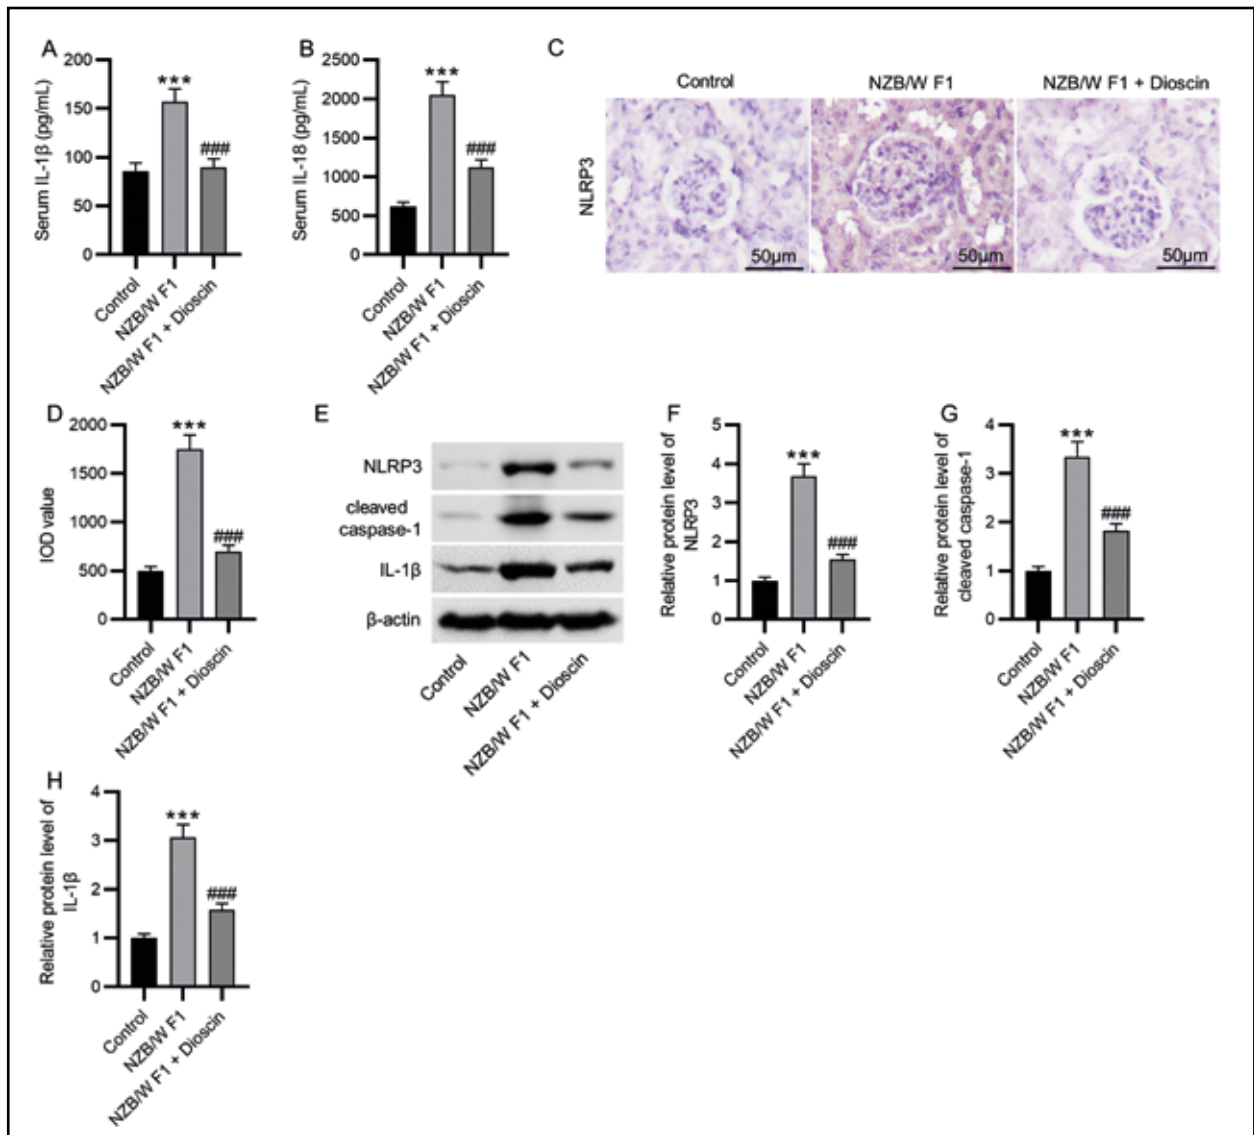 A
Serum IL-1β (pg/mL)
200
150
100
50
0
***
###
Control
NZB/W F1
NZB/W F1 + Dioscin
B
Serum IL-18 (pg/mL)
2500
2000
1500
1000
500
0
***
###
Control
NZB/W F1
NZB/W F1 + Dioscin
C
Control
NZB/W F1
NZB/W F1 + Dioscin
NLRP3
50μm
50μm
50μm
D
IOD value
2000
1500
1000
500
0
***
###
Control
NZB/W F1
NZB/W F1 + Dioscin
E
NLRP3
cleaved
caspase-1
IL-1β
β-actin
Control
NZB/W F1
NZB/W F1 + Dioscin
F
Relative protein level of
NLRP3
5
4
3
2
1
0
***
###
Control
NZB/W F1
NZB/W F1 + Dioscin
G
Relative protein level of
cleaved caspase-1
4
3
2
1
0
***
###
Control
NZB/W F1
NZB/W F1 + Dioscin
H
Relative protein level of
IL-1β
4
3
2
1
0
***
###
Control
NZB/W F1
NZB/W F1 + Dioscin